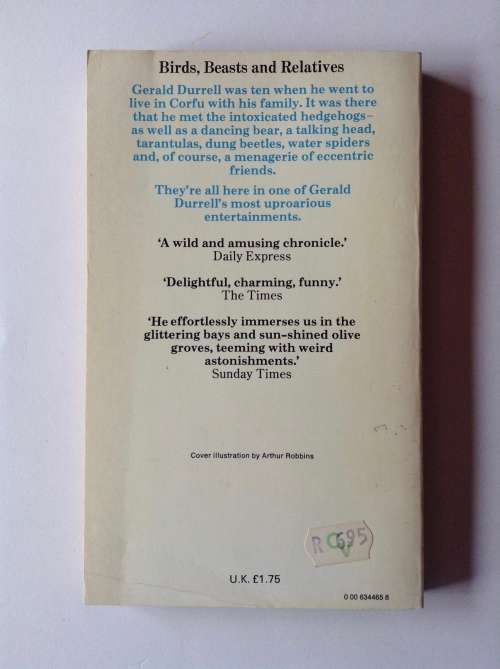 Birds, Beasts and Relatives
Gerald Durrell was ten when he went to
live in Corfu with his family. It was there
that he met the intoxicated hedgehogs–
as well as a dancing bear, a talking head,
tarantulas, dung beetles, water spiders
and, of course, a menagerie of eccentric
friends.
They're all here in one of Gerald
Durrell's most uproarious
entertainments.
‘A wild and amusing chronicle.’
Daily Express
‘Delightful, charming, funny.’
The Times
‘He effortlessly immerses us in the
glittering bays and sun–shined olive
groves, teeming with weird
astonishments.’
Sunday Times
Cover illustration by Arthur Robbins
R 695
U.K. £1.75
0 00 634465 8